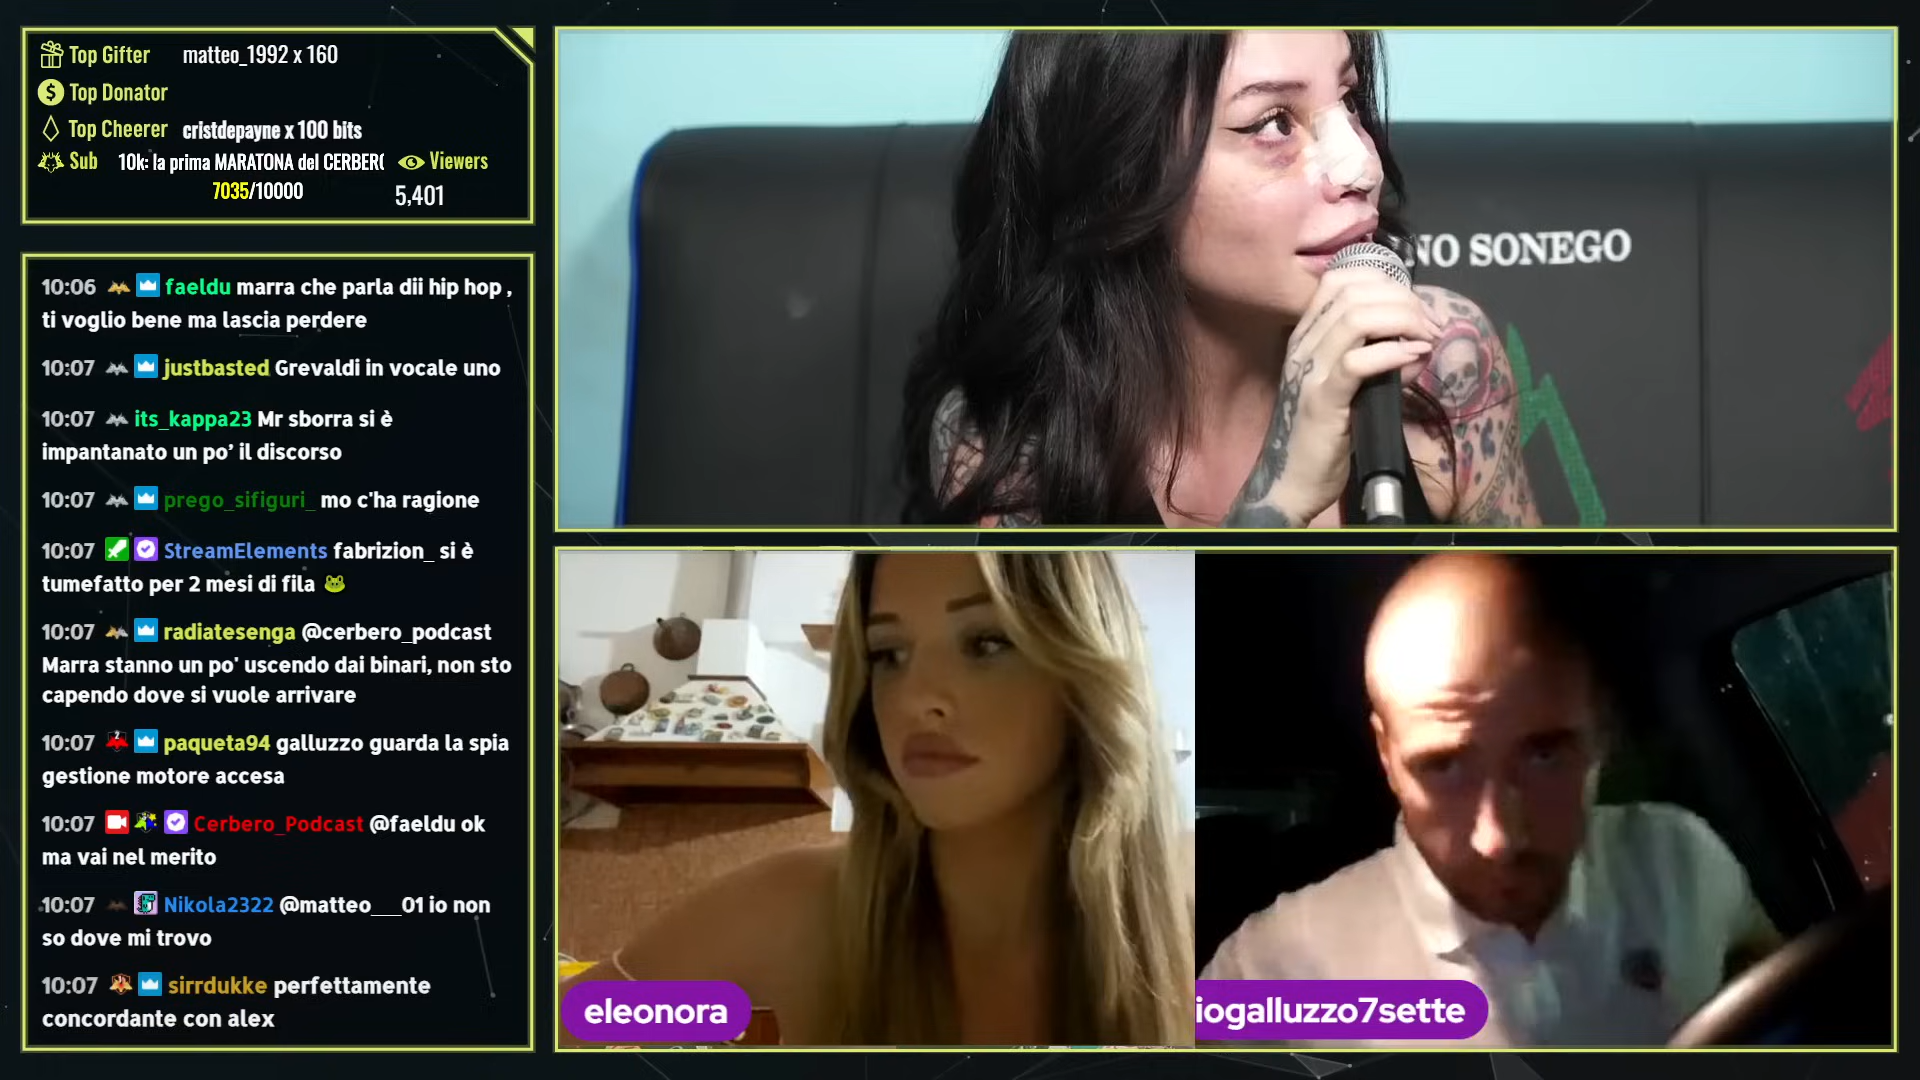 Top Gifter matteo_1992 x 160
Top Donator
Top Cheerer cristdepayne x 100 bits
Sub 10k: la prima MARATONA del CERBER Viewers
7035/10000 5,401
10:06 faeldu marra che parla dii hip hop ,
ti voglio bene ma lascia perdere
10:07 justbasted Grevaldi in vocale uno
10:07 its_kappa23 Mr sborra si è
impantanato un po’ il discorso
10:07 prego_sifiguri_ mo c'ha ragione
10:07 StreamElements fabrizion_ si è
tumefatto per 2 mesi di fila
10:07 radiatesenga @cerbero_podcast
Marra stanno un po' uscendo dai binari, non sto
capendo dove si vuole arrivare
10:07 paqueta94 galluzzo guarda la spia
gestione motore accesa
10:07 Cerbero_Podcast @faeldu ok
ma vai nel merito
10:07 Nikola2322 @matteo___01 io non
so dove mi trovo
10:07 sirrdukke perfettamente
concordante con alex
NO SONEGO
eleonora
iogalluzzo7sette